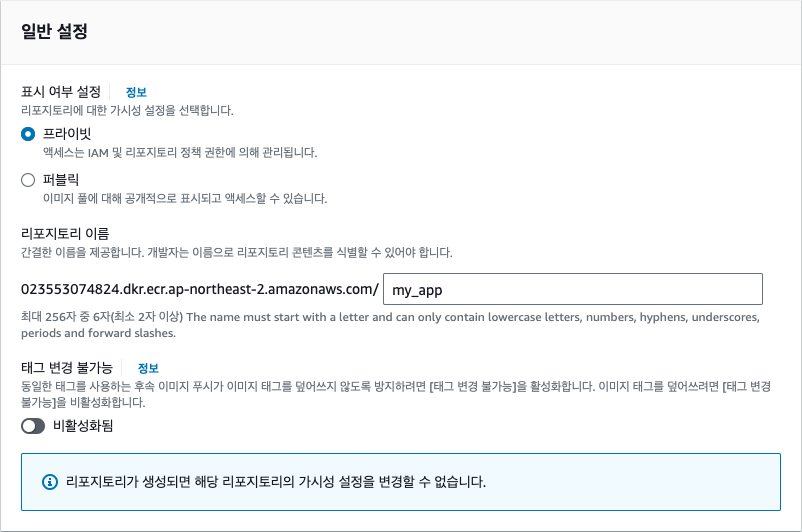 일반 설정
표시 여부 설정 정보
리포지토리에 대한 가시성 설정을 선택합니다.
프라이빗
액세스는 IAM 및 리포지토리 정책 권한에 의해 관리됩니다.
퍼블릭
이미지 풀에 대해 공개적으로 표시되고 액세스할 수 있습니다.
리포지토리 이름
간결한 이름을 제공합니다. 개발자는 이름으로 리포지토리 콘텐츠를 식별할 수 있어야 합니다.
023553074824.dkr.ecr.ap-northeast-2.amazonaws.com/ my_app
최대 256자 중 6자(최소 2자 이상) The name must start with a letter and can only contain lowercase letters, numbers, hyphens, underscores,
periods and forward slashes.
태그 변경 불가능 정보
동일한 태그를 사용하는 후속 이미지 푸시가 이미지 태그를 덮어쓰지 않도록 방지하려면 [태그 변경 불가능]을 활성화합니다. 이미지 태그를 덮어쓰려면 [태그 변경
불가능]을 비활성화합니다.
비활성화됨
리포지토리가 생성되면 해당 리포지토리의 가시성 설정을 변경할 수 없습니다.